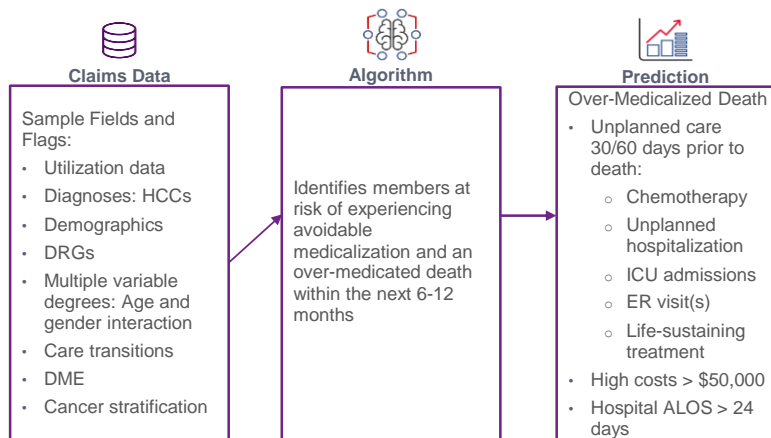 Claims Data
Sample Fields and
Flags:
• Utilization data
• Diagnoses: HCCs
• Demographics
• DRGs
• Multiple variable
degrees: Age and
gender interaction
• Care transitions
• DME
• Cancer stratification
Algorithm
Identifies members at
risk of experiencing
avoidable
medicalization and an
over-medicated death
within the next 6-12
months
Prediction
Over-Medicalized Death
• Unplanned care
30/60 days prior to
death:
o Chemotherapy
o Unplanned
hospitalization
o ICU admissions
o ER visit(s)
o Life-sustaining
treatment
• High costs > $50,000
• Hospital ALOS > 24
days